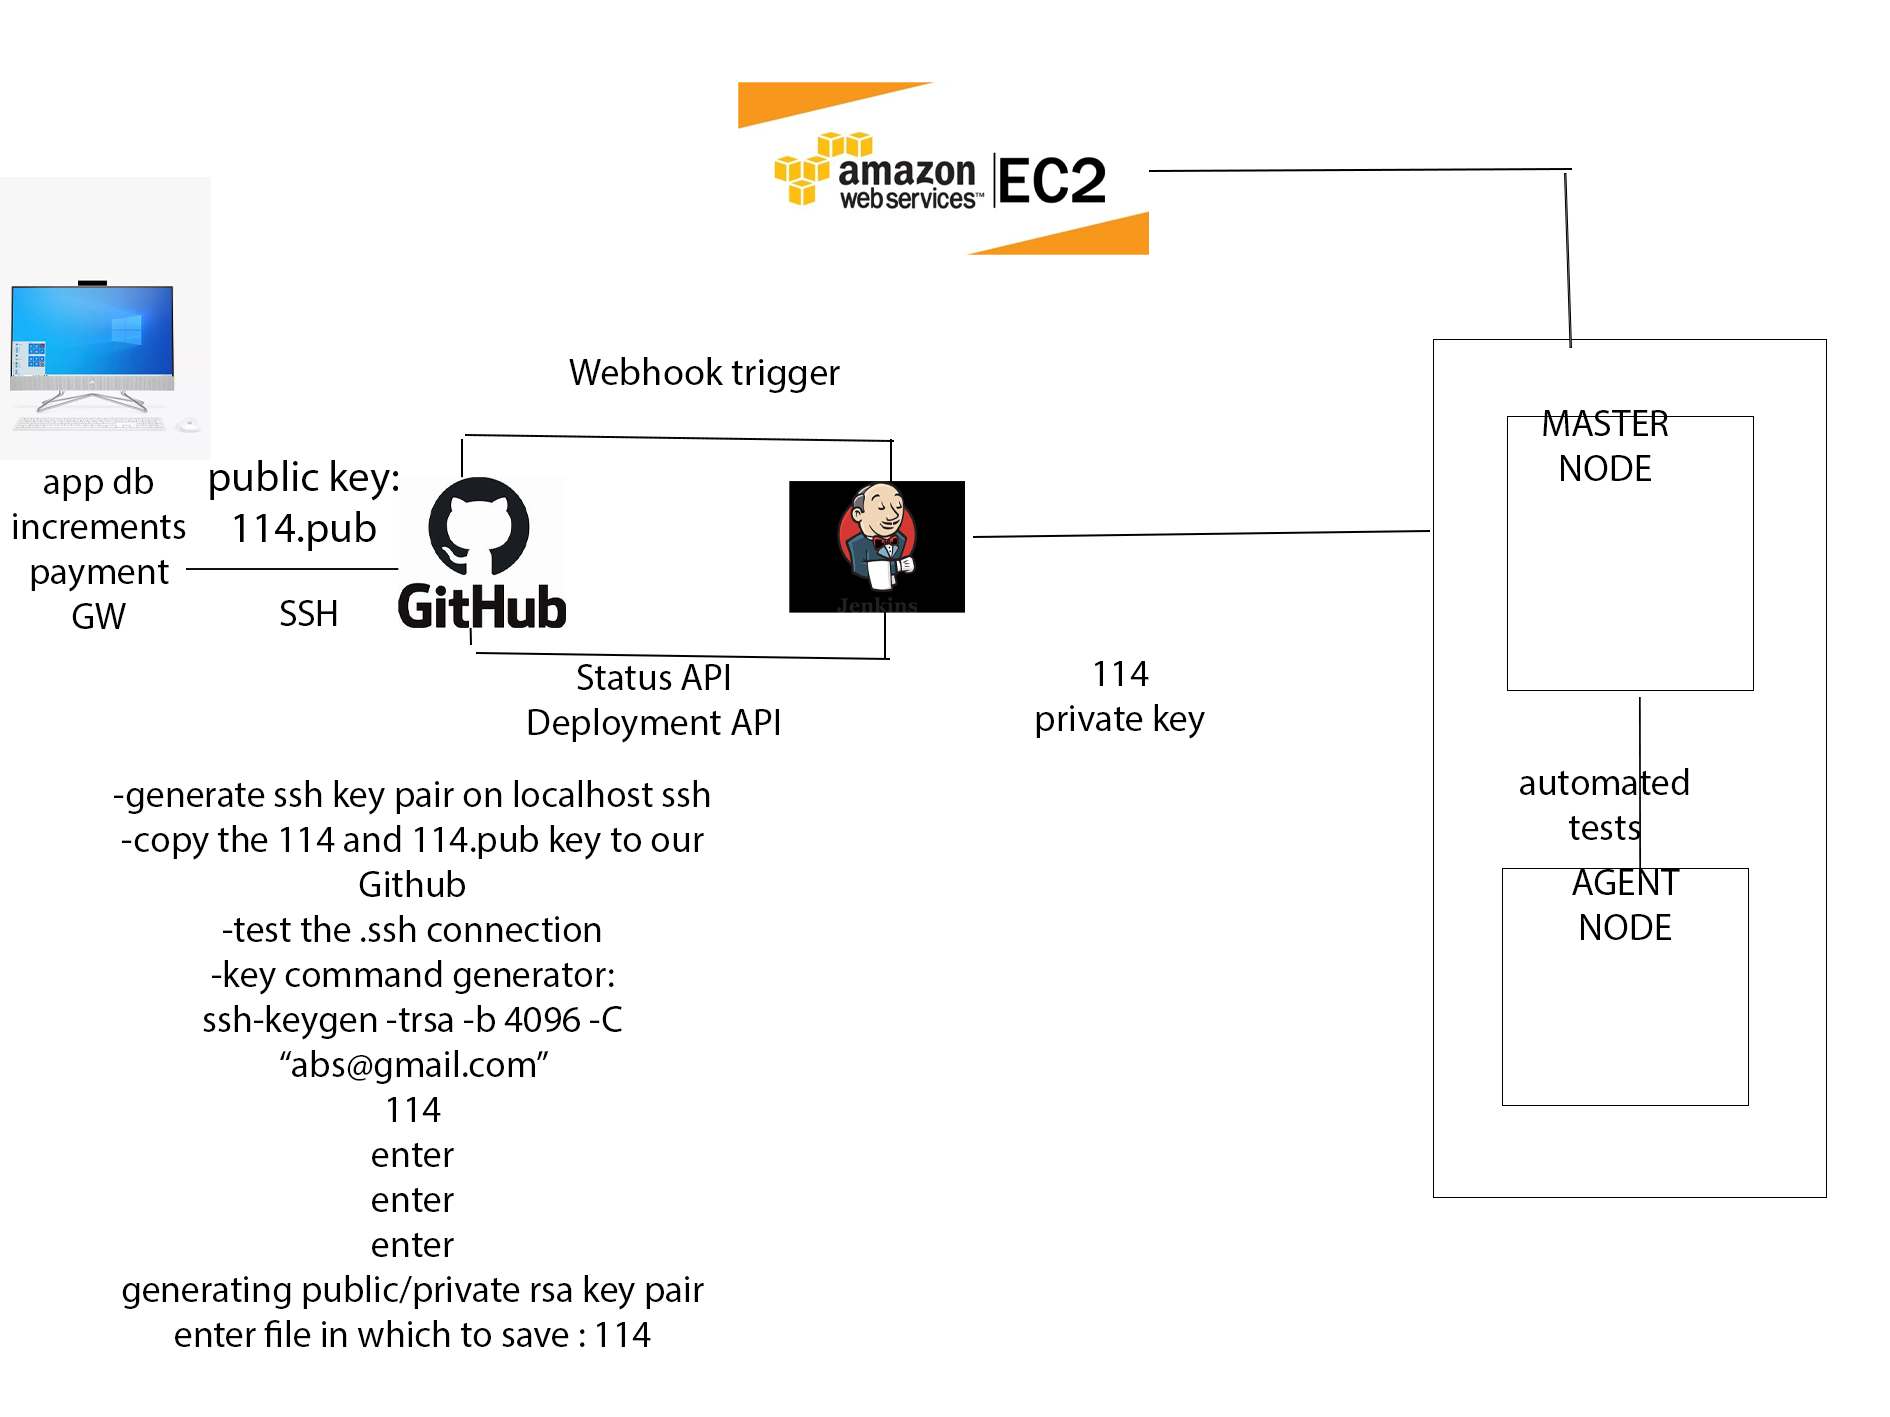 amazon
webservices™
EC2
Webhook trigger
app db
increments
payment
GW
public key:
114.pub
SSH
GitHub
Jenkins
Status API
Deployment API
114
private key
MASTER
NODE
automated
tests
AGENT
NODE
-generate ssh key pair on localhost ssh
-copy the 114 and 114.pub key to our
Github
-test the .ssh connection
-key command generator:
ssh-keygen -trsa -b 4096 -C
“abs@gmail.com”
114
enter
enter
enter
generating public/private rsa key pair
enter file in which to save : 114